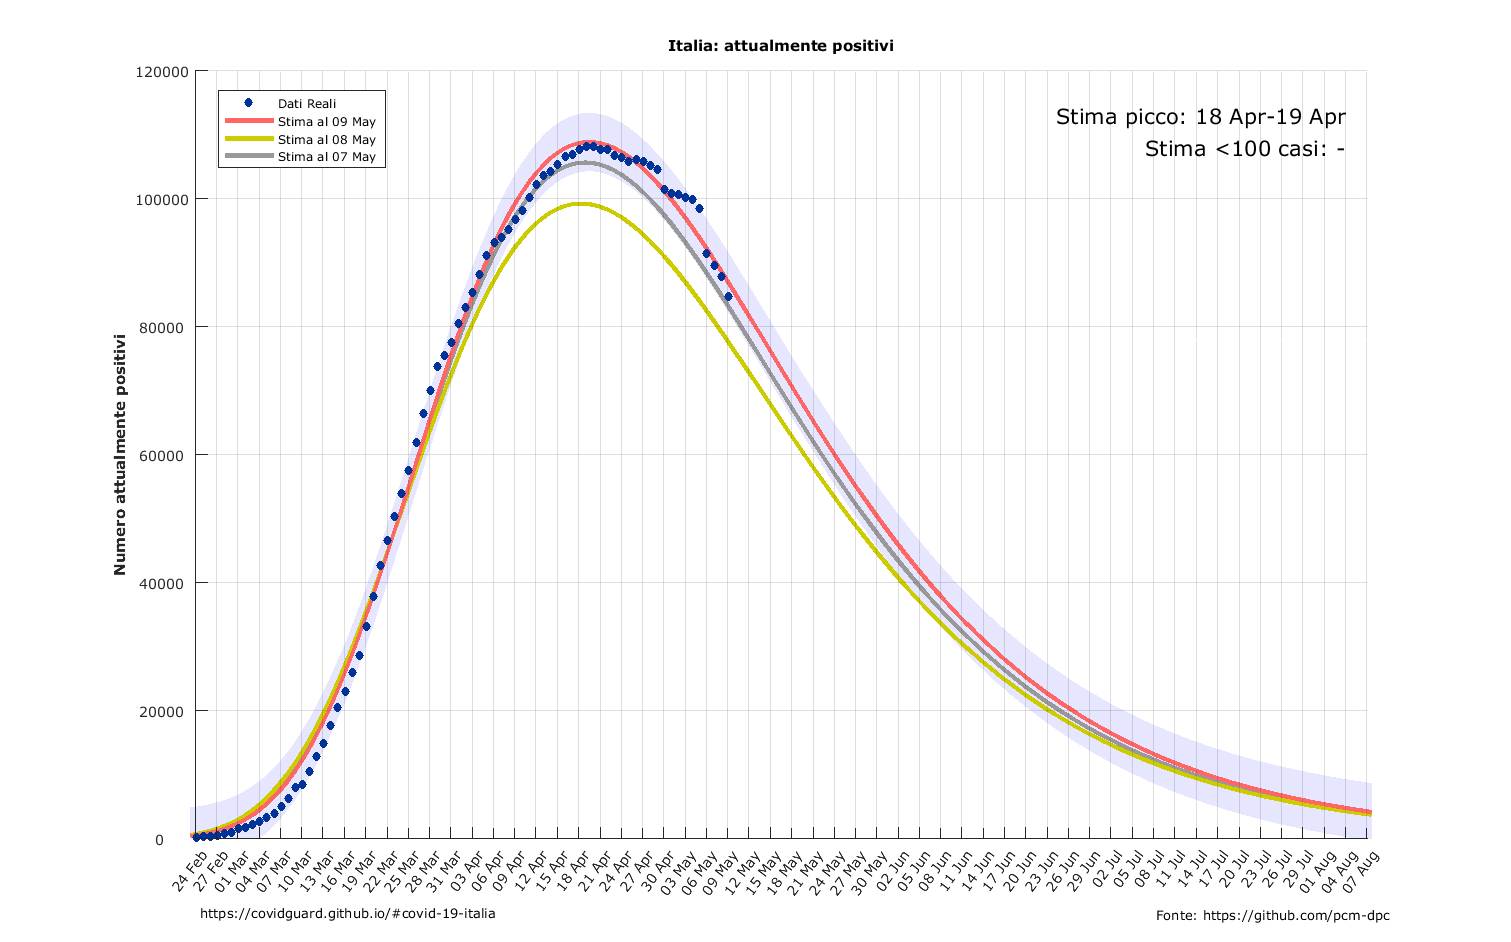 Italia: attualmente positivi
120000
100000
80000
60000
40000
20000
0
Numero attualmente positivi
Dati Reali
Stima al 09 May
Stima al 08 May
Stima al 07 May
Stima picco: 18 Apr-19 Apr
Stima <100 casi: -
24 Feb
27 Feb
01 Mar
04 Mar
07 Mar
10 Mar
13 Mar
16 Mar
19 Mar
22 Mar
25 Mar
28 Mar
31 Mar
03 Apr
06 Apr
09 Apr
12 Apr
15 Apr
18 Apr
21 Apr
24 Apr
27 Apr
30 Apr
03 May
06 May
09 May
12 May
15 May
18 May
21 May
24 May
27 May
30 May
02 Jun
05 Jun
08 Jun
11 Jun
14 Jun
17 Jun
20 Jun
23 Jun
26 Jun
29 Jun
02 Jul
05 Jul
08 Jul
11 Jul
14 Jul
17 Jul
20 Jul
23 Jul
26 Jul
29 Jul
01 Aug
04 Aug
07 Aug
https://covidguard.github.io/#covid-19-italia
Fonte: https://github.com/pcm-dpc